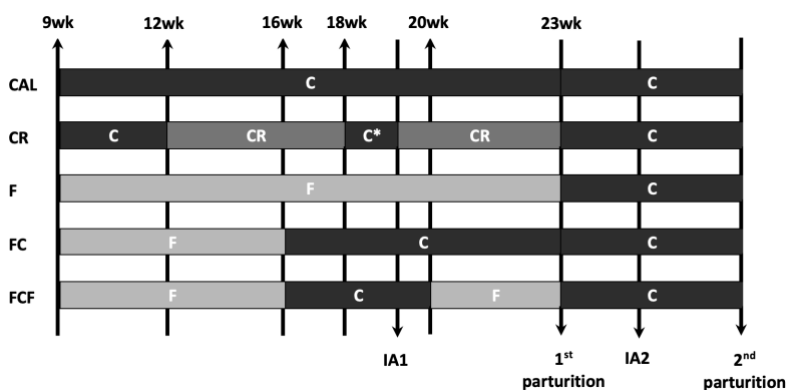 9wk 12wk 16wk 18wk 20wk 23wk
CAL C C
CR C CR C* CR C
F F C
FC F C C
FCF F C F C
IA1 1st IA2 2nd
parturition parturition